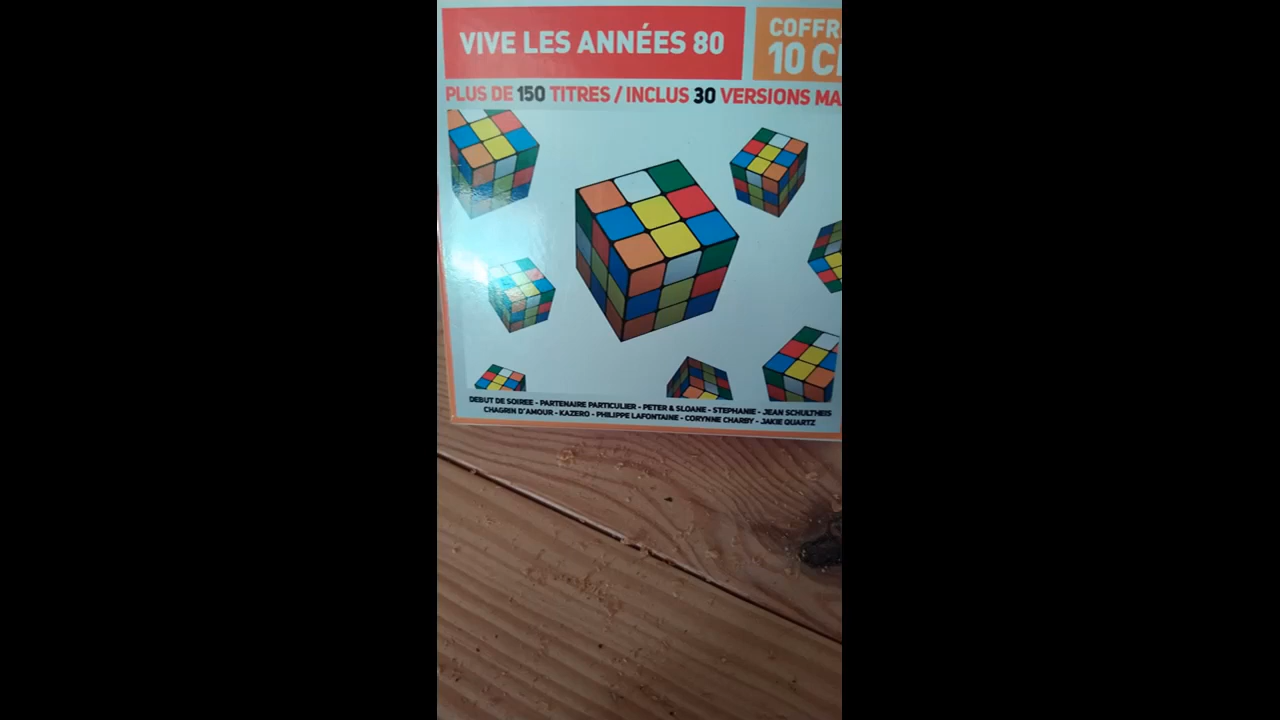 VIVE LES ANNÉES 80
COFFR
10 C
PLUS DE 150 TITRES / INCLUS 30 VERSIONS MA
DEBUT DE SOIREE - PARTENAIRE PARTICULIER - PETER & SLOANE - STEPHANIE - JEAN SCHULTHEIS
CHAGRIN D'AMOUR - KAZERO - PHILIPPE LAFONTAINE - CORYNNE CHARBY - JAKIE QUARTZ